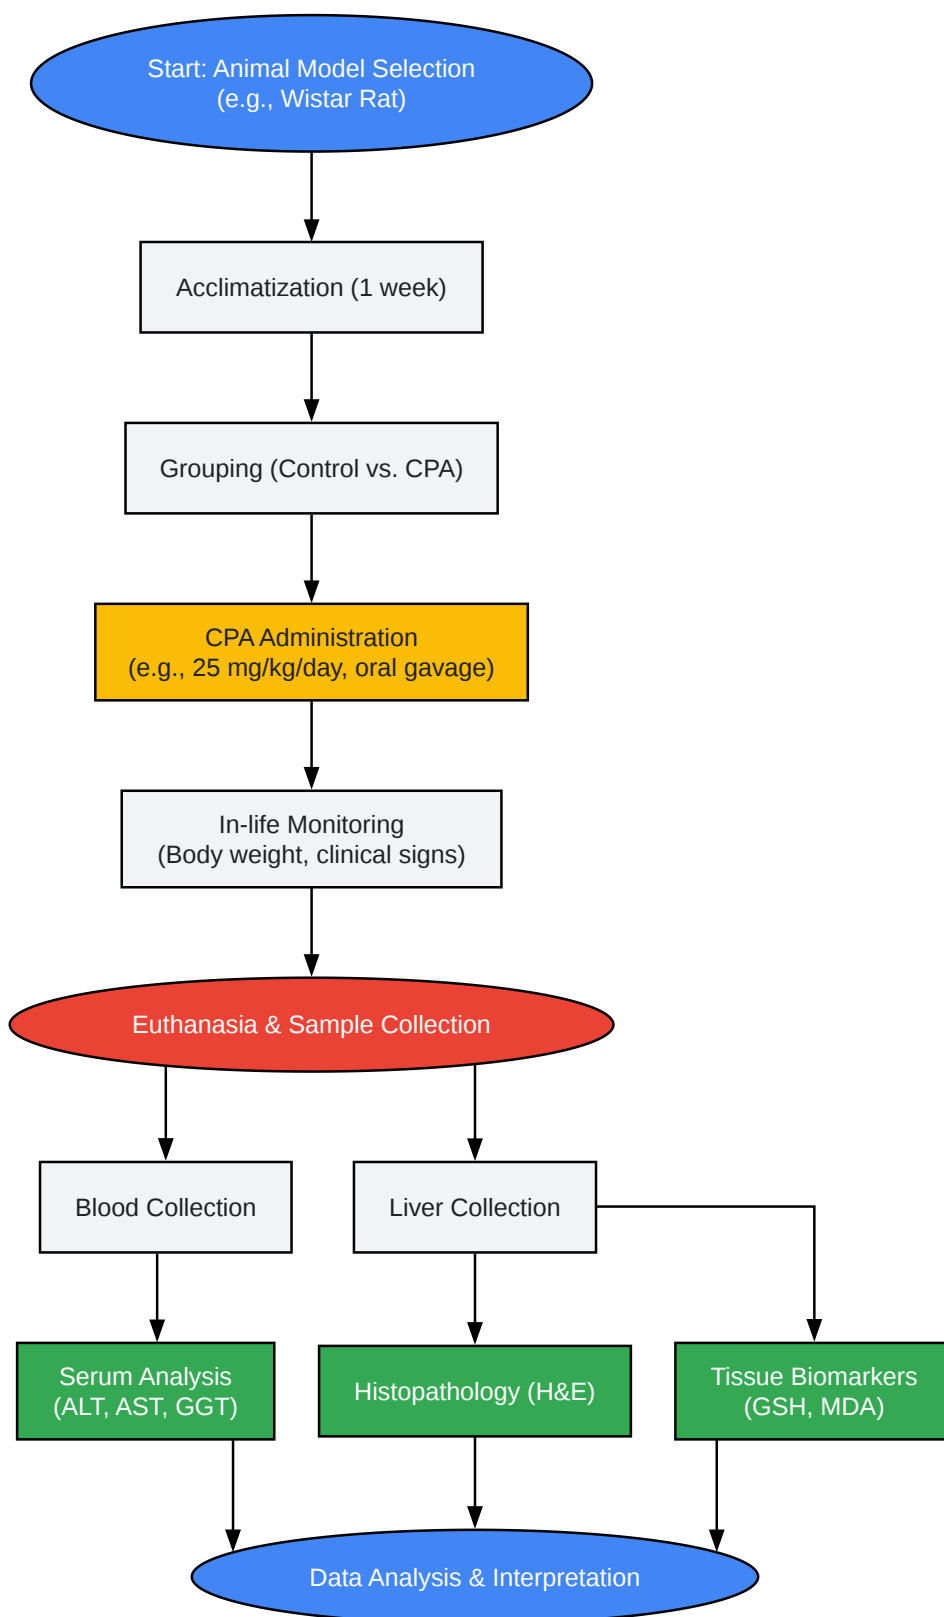 Start: Animal Model Selection
(e.g., Wistar Rat)
Acclimatization (1 week)
Grouping (Control vs. CPA)
CPA Administration
(e.g., 25 mg/kg/day, oral gavage)
In-life Monitoring
(Body weight, clinical signs)
Euthanasia & Sample Collection
Blood Collection
Liver Collection
Serum Analysis
(ALT, AST, GGT)
Histopathology (H&E)
Tissue Biomarkers
(GSH, MDA)
Data Analysis & Interpretation